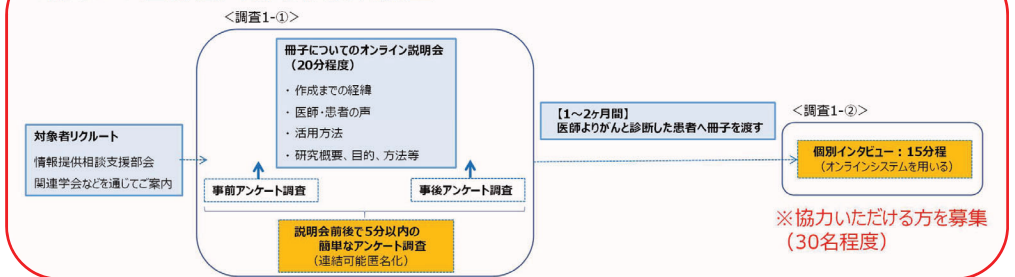 ＜調査1-①＞
冊子についてのオンライン説明会
（20分程度）
・ 作成までの経緯
・ 医師・患者の声
・ 活用方法
・ 研究概要、目的、方法等
対象者リクルート
情報提供相談支援部会
関連学会などを通じてご案内
事前アンケート調査
事後アンケート調査
説明会前後で5分以内の
簡単なアンケート調査
（連結可能匿名化）
【1～2ヶ月間】
医師よりがんと診断した患者へ冊子を渡す
＜調査1-②＞
個別インタビュー：15分程
（オンラインシステムを用いる）
※協力いただける方を募集
（30名程度）